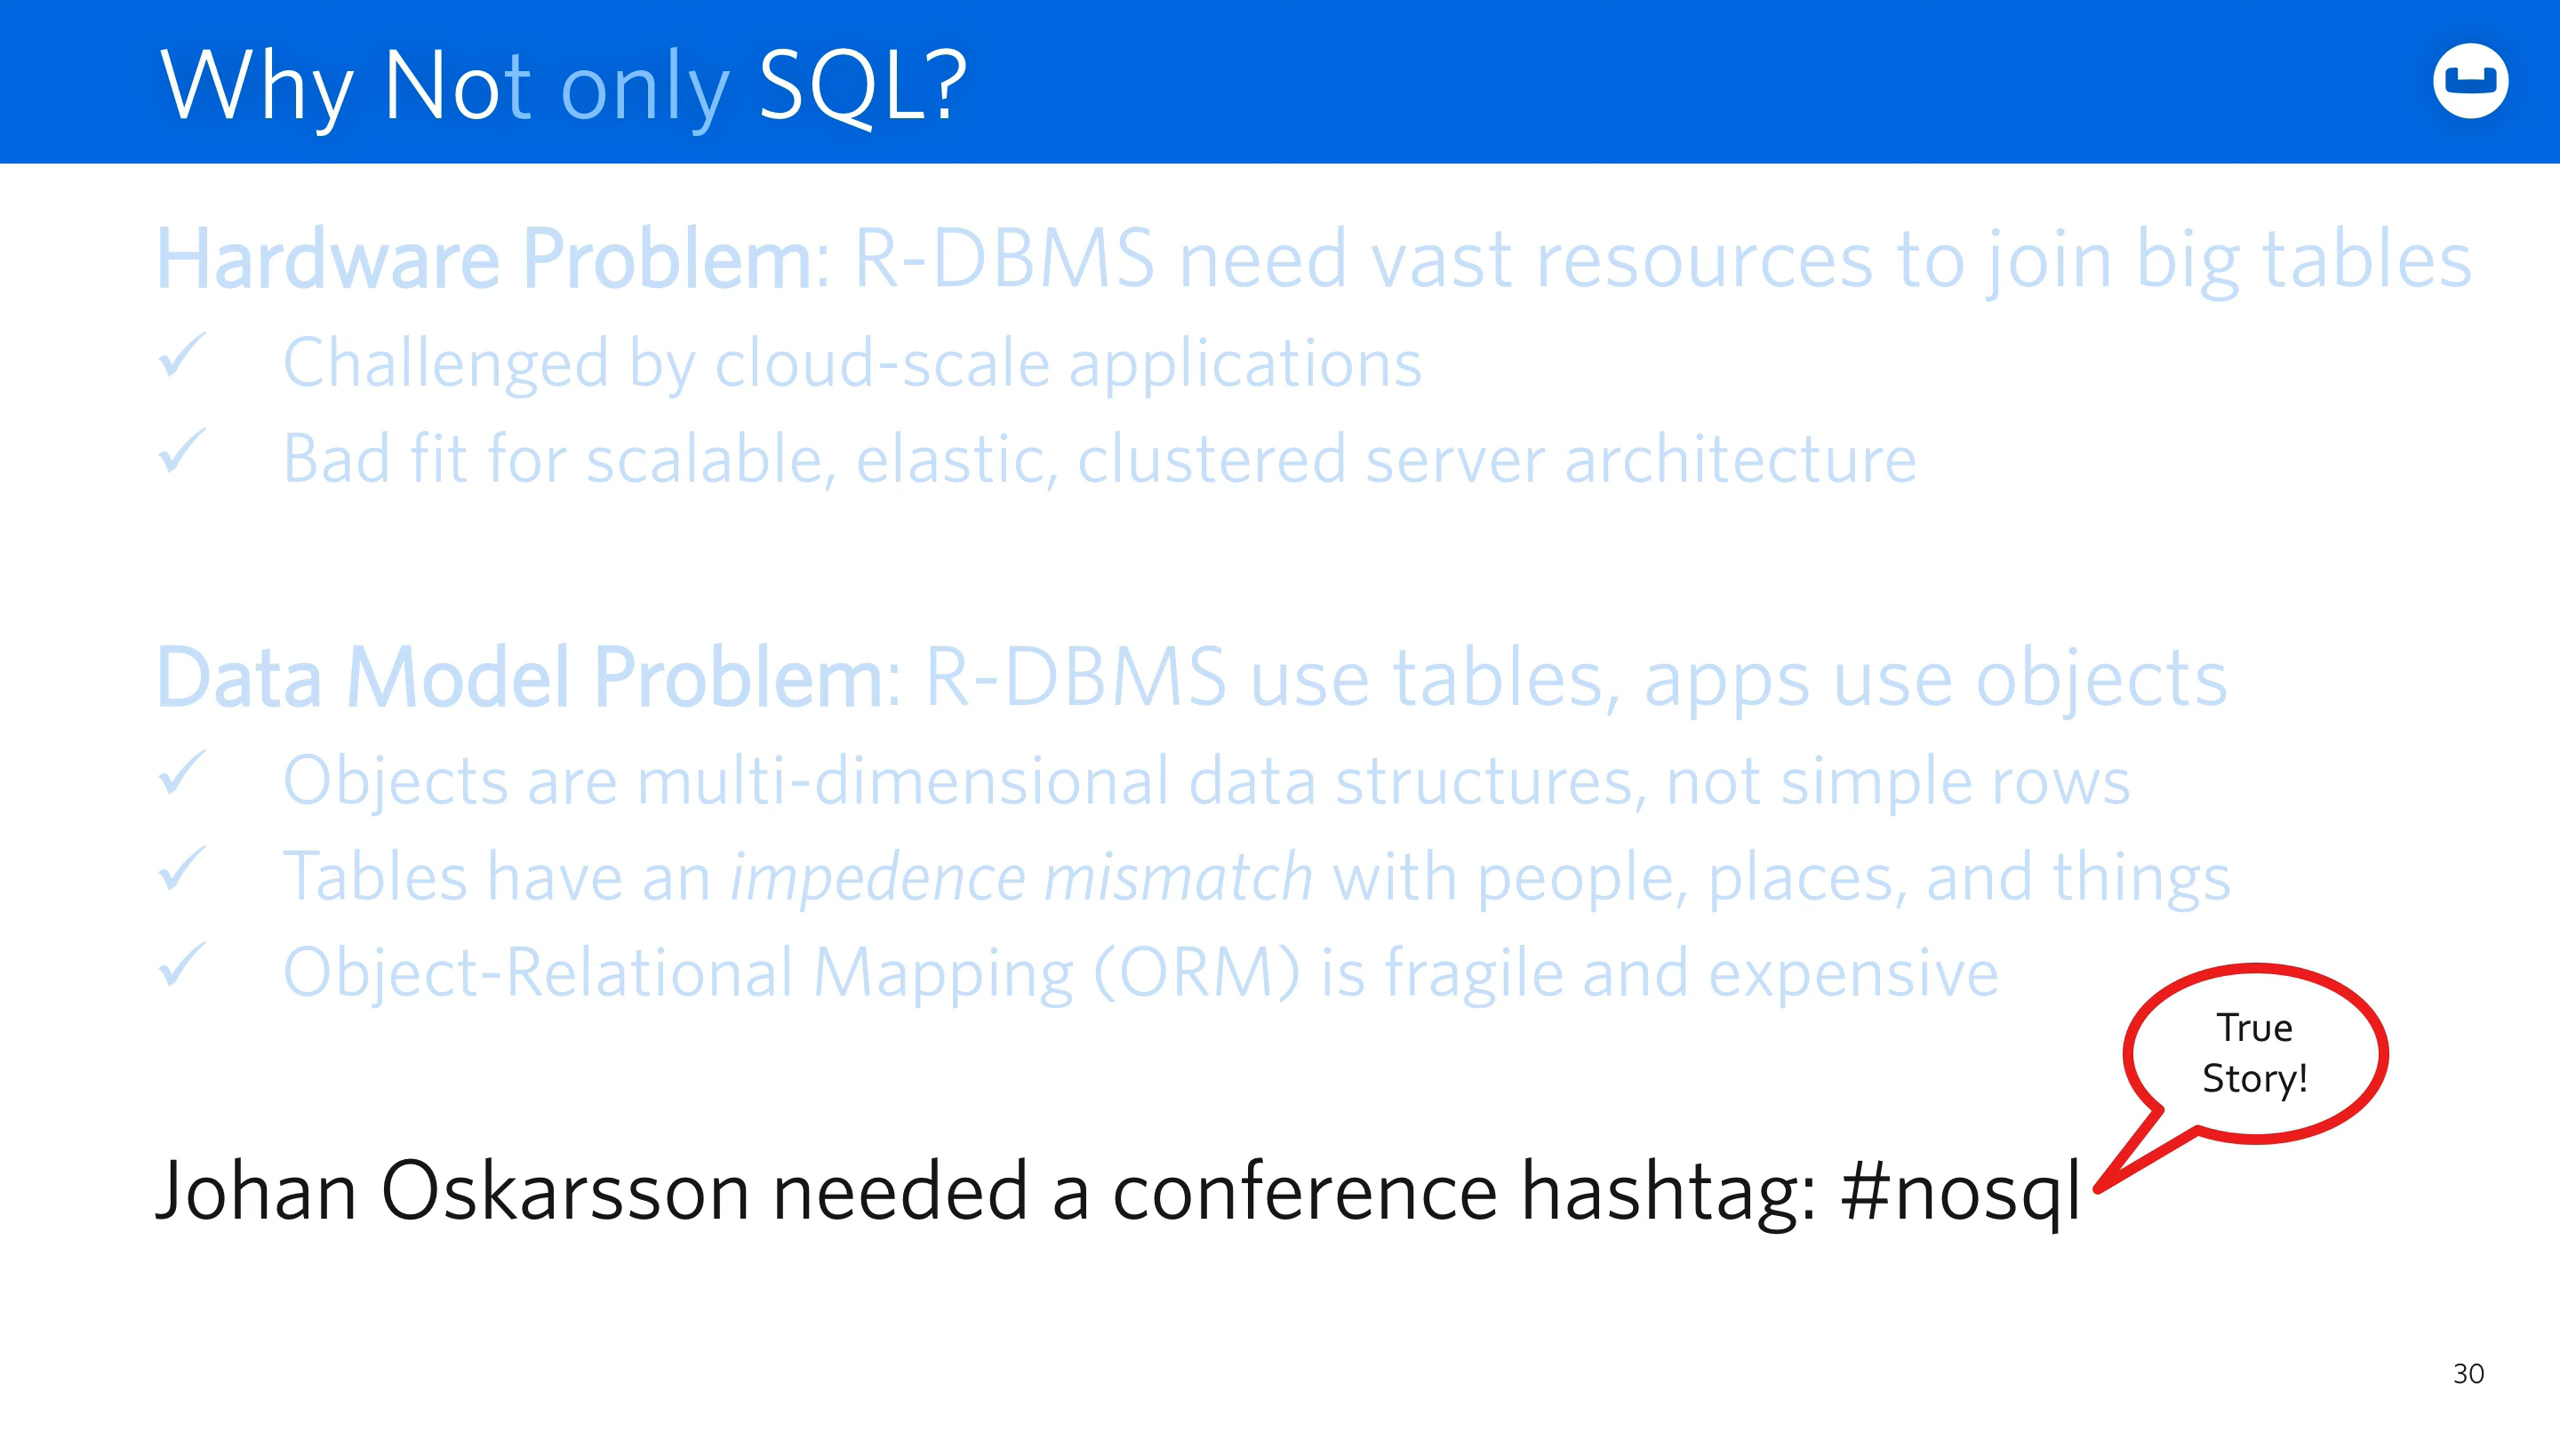 Why Not only SQL?
Hardware Problem: R-DBMS need vast resources to join big tables
✓ Challenged by cloud-scale applications
✓ Bad fit for scalable, elastic, clustered server architecture
Data Model Problem: R-DBMS use tables, apps use objects
✓ Objects are multi-dimensional data structures, not simple rows
✓ Tables have an impedence mismatch with people, places, and things
✓ Object-Relational Mapping (ORM) is fragile and expensive
True
Story!
Johan Oskarsson needed a conference hashtag: #nosql
30